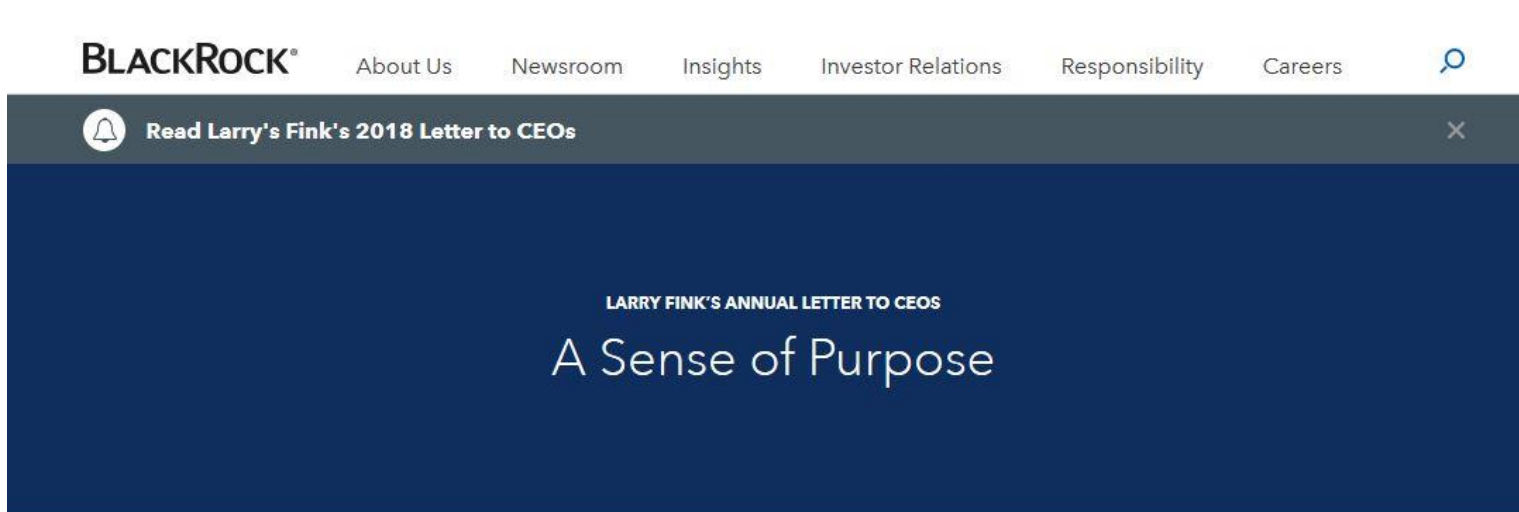 BLACKROCK® About Us Newsroom Insights Investor Relations Responsibility Careers
Read Larry's Fink's 2018 Letter to CEOs
LARRY FINK'S ANNUAL LETTER TO CEOS
A Sense of Purpose